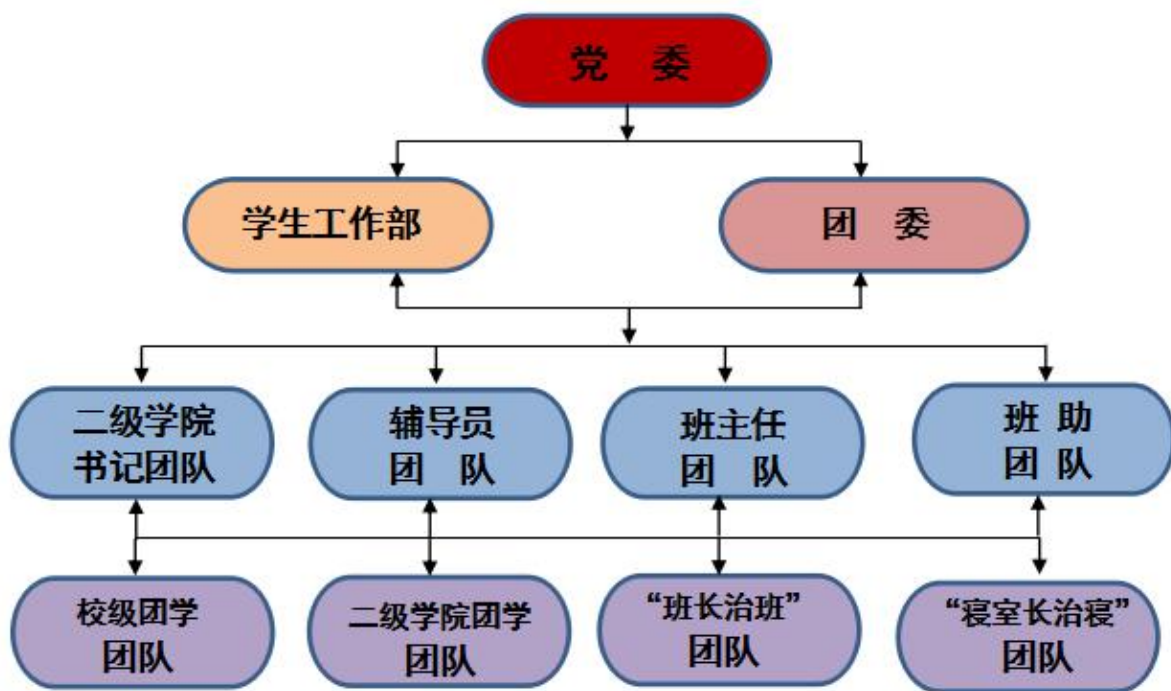 党 委
学生工作部
团 委
二级学院
书记团队
辅导员
团 队
班主任
团 队
班 助
团 队
校级团学
团队
二级学院团学
团队
“班长治班”
团队
“寝室长治寝”
团队